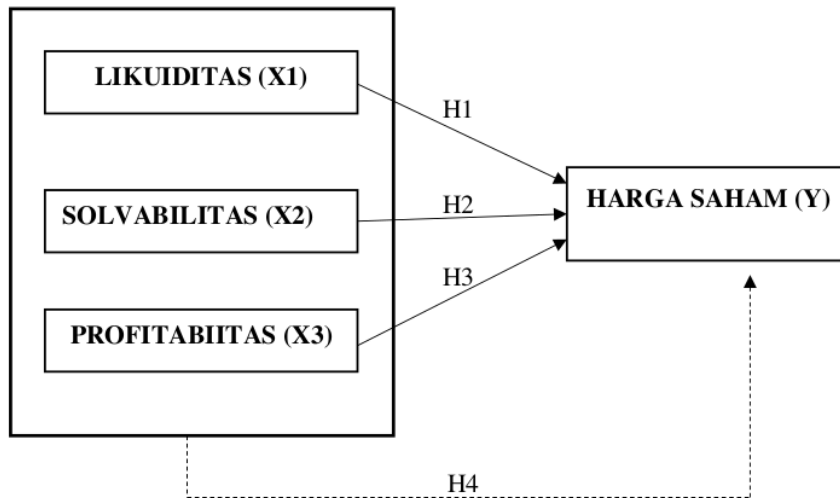 LIKUIDITAS (X1)
H1
SOLVABILITAS (X2)
H2
HARGA SAHAM (Y)
H3
PROFITABIITAS (X3)
H4